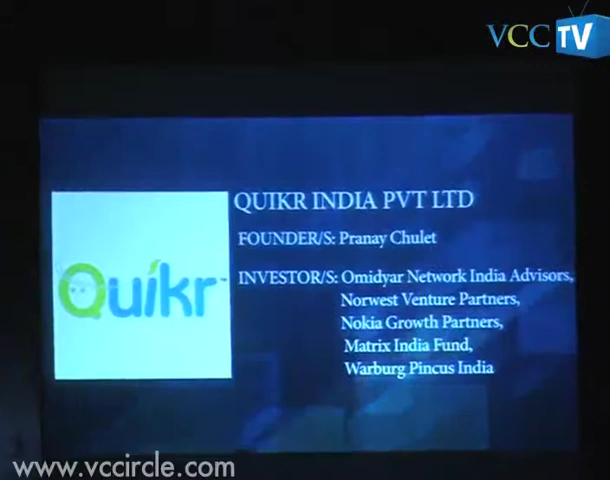 VCC TV
QUIKR INDIA PVT LTD
Quikr™
FOUNDER/S: Pranay Chulet
INVESTOR/S: Omidyar Network India Advisors,
Norwest Venture Partners,
Nokia Growth Partners,
Matrix India Fund,
Warburg Pincus India
www.vccircle.com